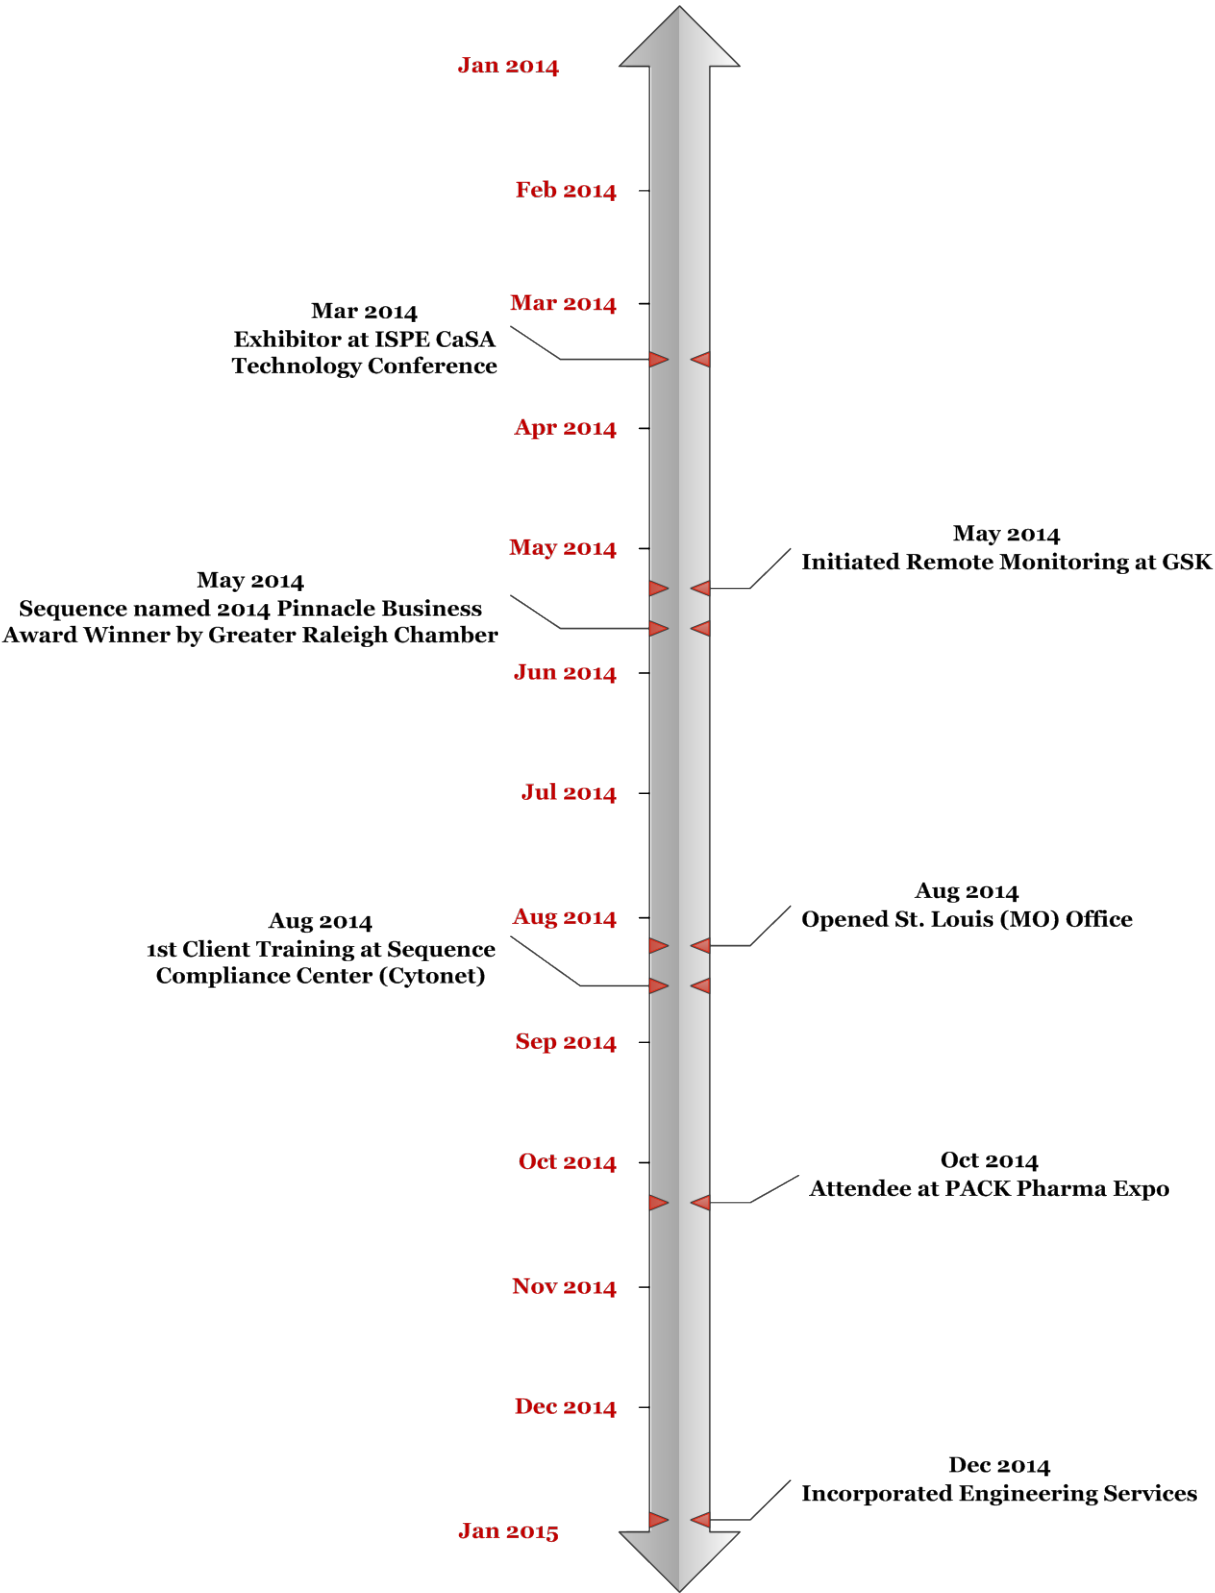 Jan 2014
Feb 2014
Mar 2014
Mar 2014
Exhibitor at ISPE CaSA
Technology Conference
Apr 2014
May 2014
May 2014
Initiated Remote Monitoring at GSK
May 2014
Sequence named 2014 Pinnacle Business
Award Winner by Greater Raleigh Chamber
Jun 2014
Jul 2014
Aug 2014
Opened St. Louis (MO) Office
Aug 2014
Aug 2014
1st Client Training at Sequence
Compliance Center (Cytonet)
Sep 2014
Oct 2014
Oct 2014
Attendee at PACK Pharma Expo
Nov 2014
Dec 2014
Dec 2014
Incorporated Engineering Services
Jan 2015